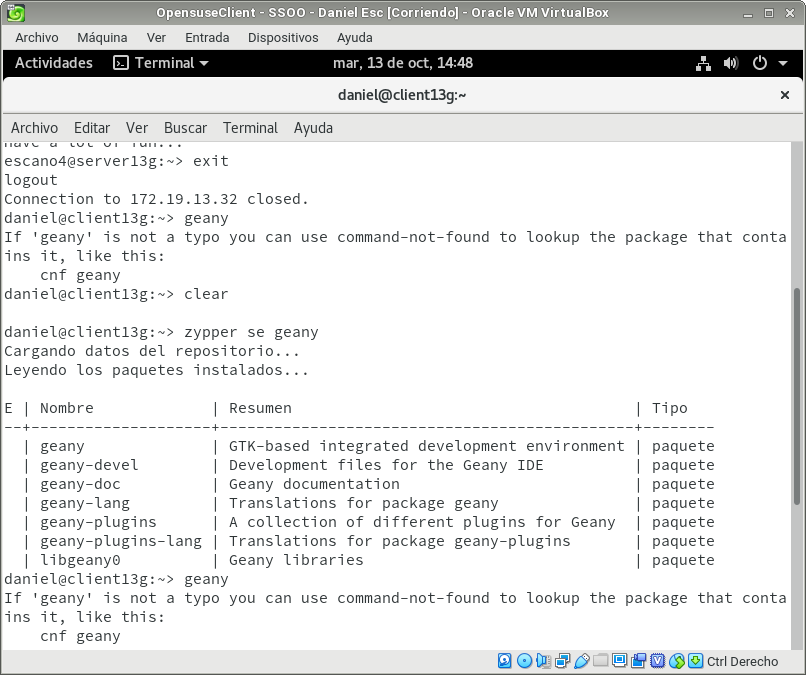 OpensuseClient - SSOO - Daniel Esc [Corriendo] - Oracle VM VirtualBox
Archivo Máquina Ver Entrada Dispositivos Ayuda
Actividades Terminal mar, 13 de oct, 14:48
daniel@client13g:~
Archivo Editar Ver Buscar Terminal Ayuda
have a lot of fun...
escano4@server13g:~> exit
logout
Connection to 172.19.13.32 closed.
daniel@client13g:~> geany
If 'geany' is not a typo you can use command-not-found to lookup the package that conta
ins it, like this:
    cnf geany
daniel@client13g:~> clear
daniel@client13g:~> zypper se geany
Cargando datos del repositorio...
Leyendo los paquetes instalados...
E | Nombre             | Resumen                                      | Tipo
--+--------------------+----------------------------------------------+--------
  | geany              | GTK-based integrated development environment | paquete
  | geany-devel        | Development files for the Geany IDE          | paquete
  | geany-doc          | Geany documentation                          | paquete
  | geany-lang         | Translations for package geany               | paquete
  | geany-plugins      | A collection of different plugins for Geany  | paquete
  | geany-plugins-lang | Translations for package geany-plugins       | paquete
  | libgeany0          | Geany libraries                              | paquete
daniel@client13g:~> geany
If 'geany' is not a typo you can use command-not-found to lookup the package that conta
ins it, like this:
    cnf geany
Ctrl Derecho